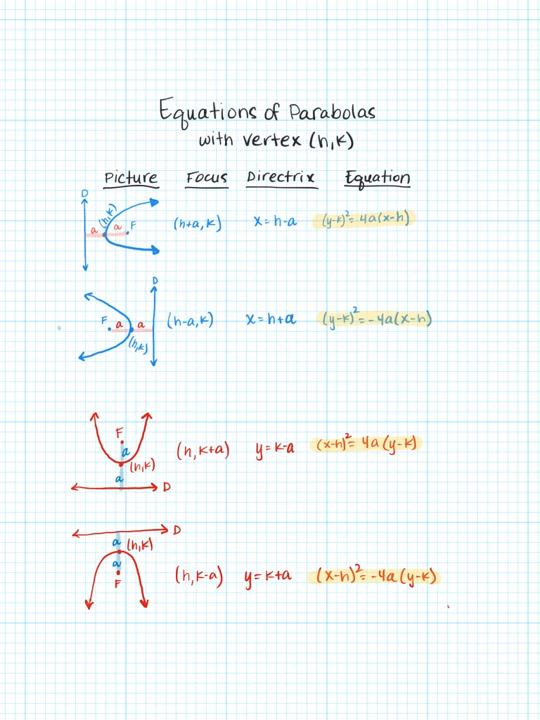 Equations of Parabolas
with vertex (h,k)
Picture Focus Directrix Equation
D
(h,k)
a a F
(h+a, k) x = h-a (y-k)² = 4a(x-h)
D
F a a
(h,k)
(h-a, k) x = h+a (y-k)² = -4a(x-h)
F
a
(h,k)
a
D
(h, k+a) y = k-a (x-h)² = 4a(y-k)
D
a (h,k)
a
F
(h, k-a) y = k+a (x-h)² = -4a(y-k)